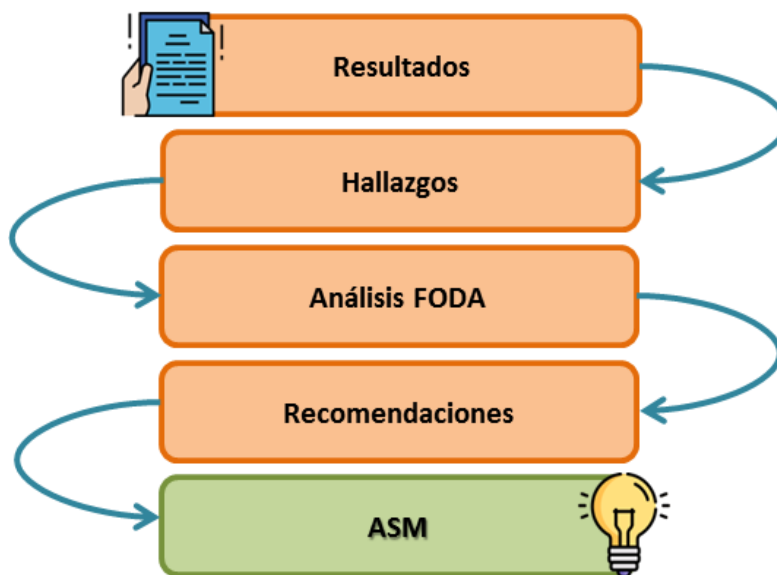 Resultados
Hallazgos
Análisis FODA
Recomendaciones
ASM